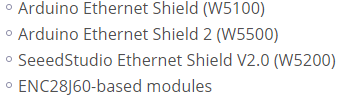 Arduino Ethernet Shield (W5100)
Arduino Ethernet Shield 2 (W5500)
SeeedStudio Ethernet Shield V2.0 (W5200)
ENC28J60-based modules